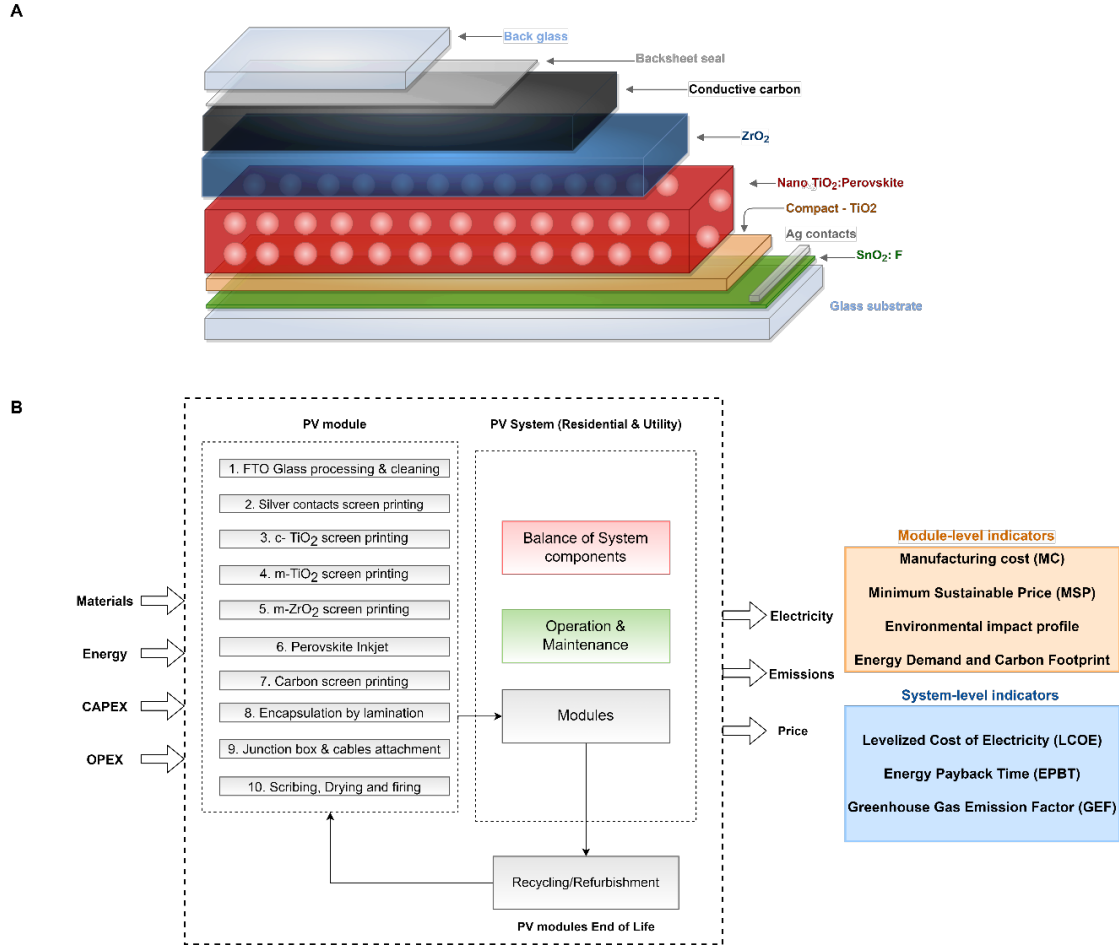 A
Back glass
Backsheet seal
Conductive carbon
ZrO₂
Nano TiO₂:Perovskite
Compact - TiO2
Ag contacts
SnO₂: F
Glass substrate
B
PV module
PV System (Residential & Utility)
1. FTO Glass processing & cleaning
2. Silver contacts screen printing
3. c- TiO₂ screen printing
4. m-TiO₂ screen printing
5. m-ZrO₂ screen printing
6. Perovskite Inkjet
7. Carbon screen printing
8. Encapsulation by lamination
9. Junction box & cables attachment
10. Scribing, Drying and firing
Balance of System
components
Operation &
Maintenance
Modules
Recycling/Refurbishment
PV modules End of Life
Materials
Energy
CAPEX
OPEX
Electricity
Emissions
Price
Module-level indicators
Manufacturing cost (MC)
Minimum Sustainable Price (MSP)
Environmental impact profile
Energy Demand and Carbon Footprint
System-level indicators
Levelized Cost of Electricity (LCOE)
Energy Payback Time (EPBT)
Greenhouse Gas Emission Factor (GEF)